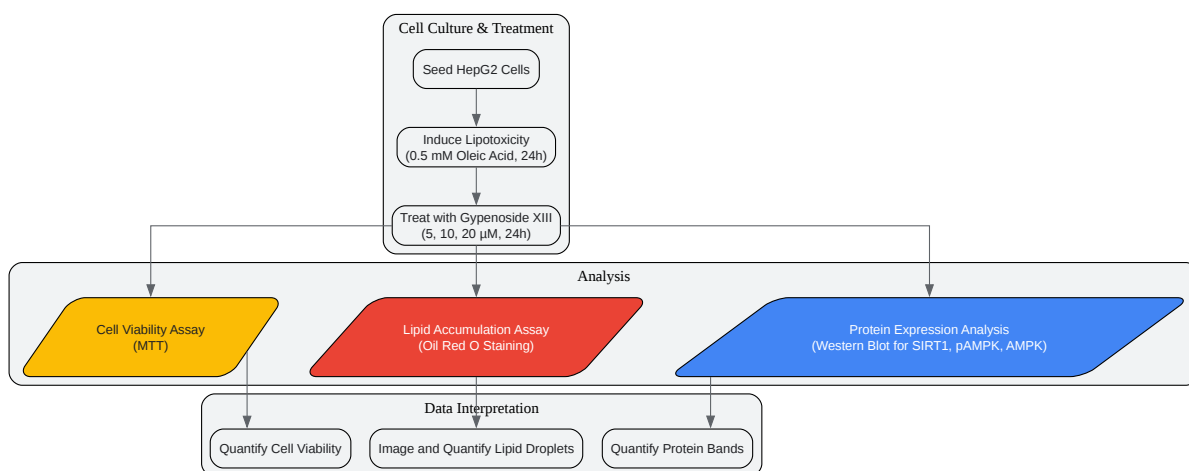 Cell Culture & Treatment
Seed HepG2 Cells
Induce Lipotoxicity
(0.5 mM Oleic Acid, 24h)
Treat with Gypenoside XIII
(5, 10, 20 µM, 24h)
Analysis
Cell Viability Assay
(MTT)
Lipid Accumulation Assay
(Oil Red O Staining)
Protein Expression Analysis
(Western Blot for SIRT1, pAMPK, AMPK)
Data Interpretation
Quantify Cell Viability
Image and Quantify Lipid Droplets
Quantify Protein Bands